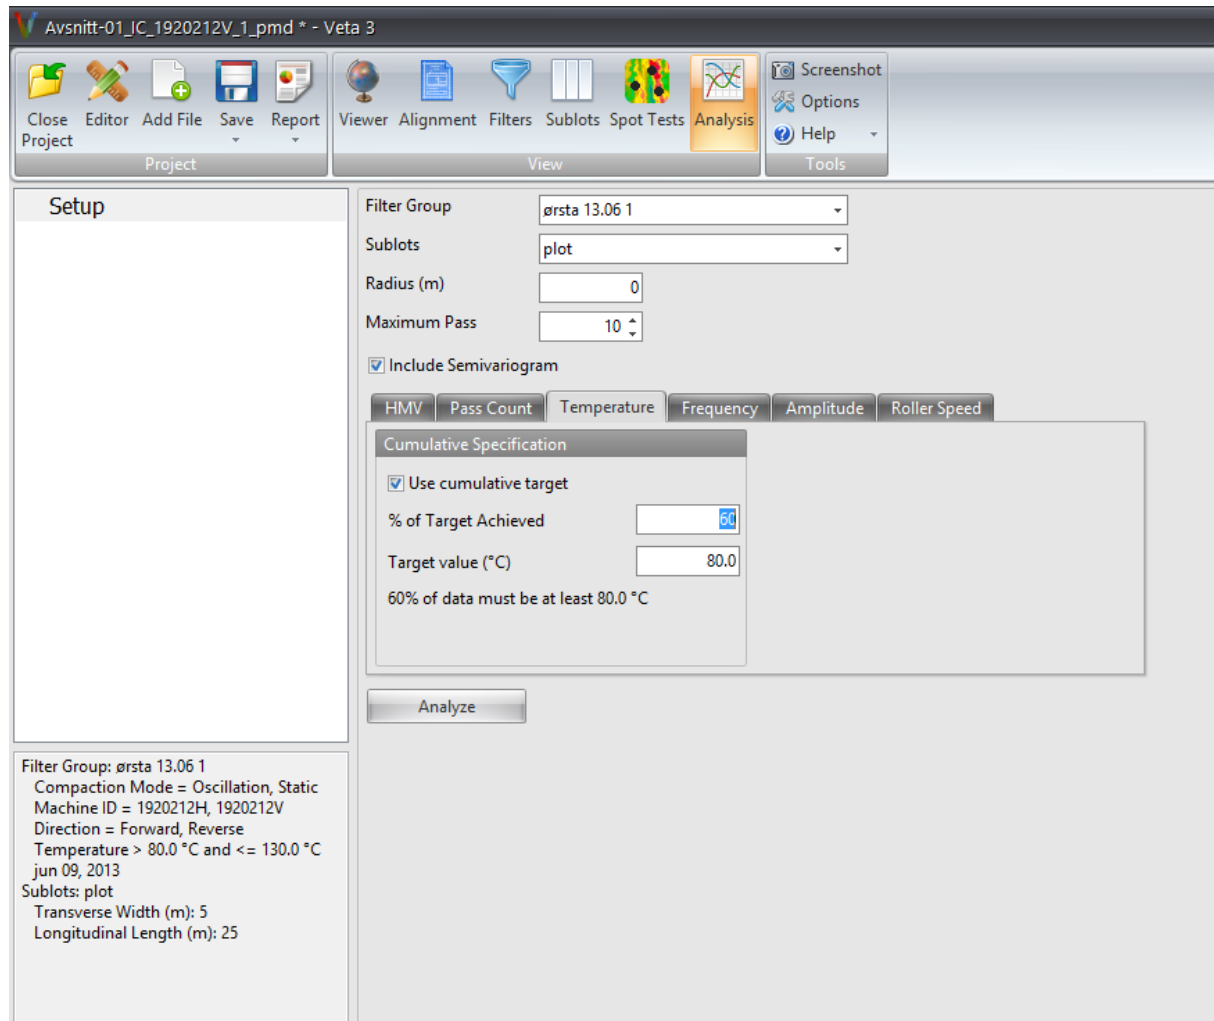 Avsnitt-01_IC_1920212V_1_pmd * - Veta 3
Close Project
Editor
Add File
Save
Report
Viewer
Alignment
Filters
Sublots
Spot Tests
Analysis
Screenshot
Options
Help
Project
View
Tools
Setup
Filter Group
ørsta 13.06 1
Sublots
plot
Radius (m)
0
Maximum Pass
10
Include Semivariogram
HMV
Pass Count
Temperature
Frequency
Amplitude
Roller Speed
Cumulative Specification
Use cumulative target
% of Target Achieved
60
Target value (°C)
80.0
60% of data must be at least 80.0 °C
Analyze
Filter Group: ørsta 13.06 1
Compaction Mode = Oscillation, Static
Machine ID = 1920212H, 1920212V
Direction = Forward, Reverse
Temperature > 80.0 °C and <= 130.0 °C
jun 09, 2013
Sublots: plot
Transverse Width (m): 5
Longitudinal Length (m): 25